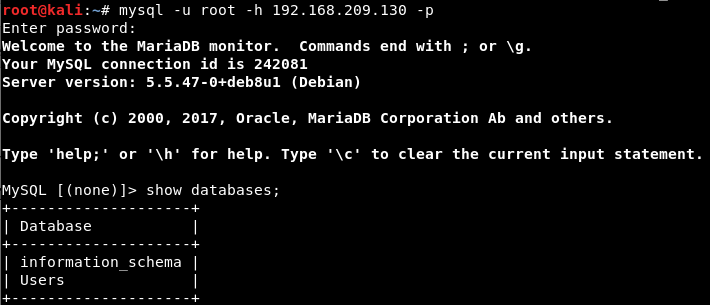 root@kali:~# mysql -u root -h 192.168.209.130 -p
Enter password:
Welcome to the MariaDB monitor.  Commands end with ; or \g.
Your MySQL connection id is 242081
Server version: 5.5.47-0+deb8u1 (Debian)
Copyright (c) 2000, 2017, Oracle, MariaDB Corporation Ab and others.
Type 'help;' or '\h' for help. Type '\c' to clear the current input statement.
MySQL [(none)]> show databases;
+--------------------+
| Database           |
+--------------------+
| information_schema |
| Users              |
+--------------------+